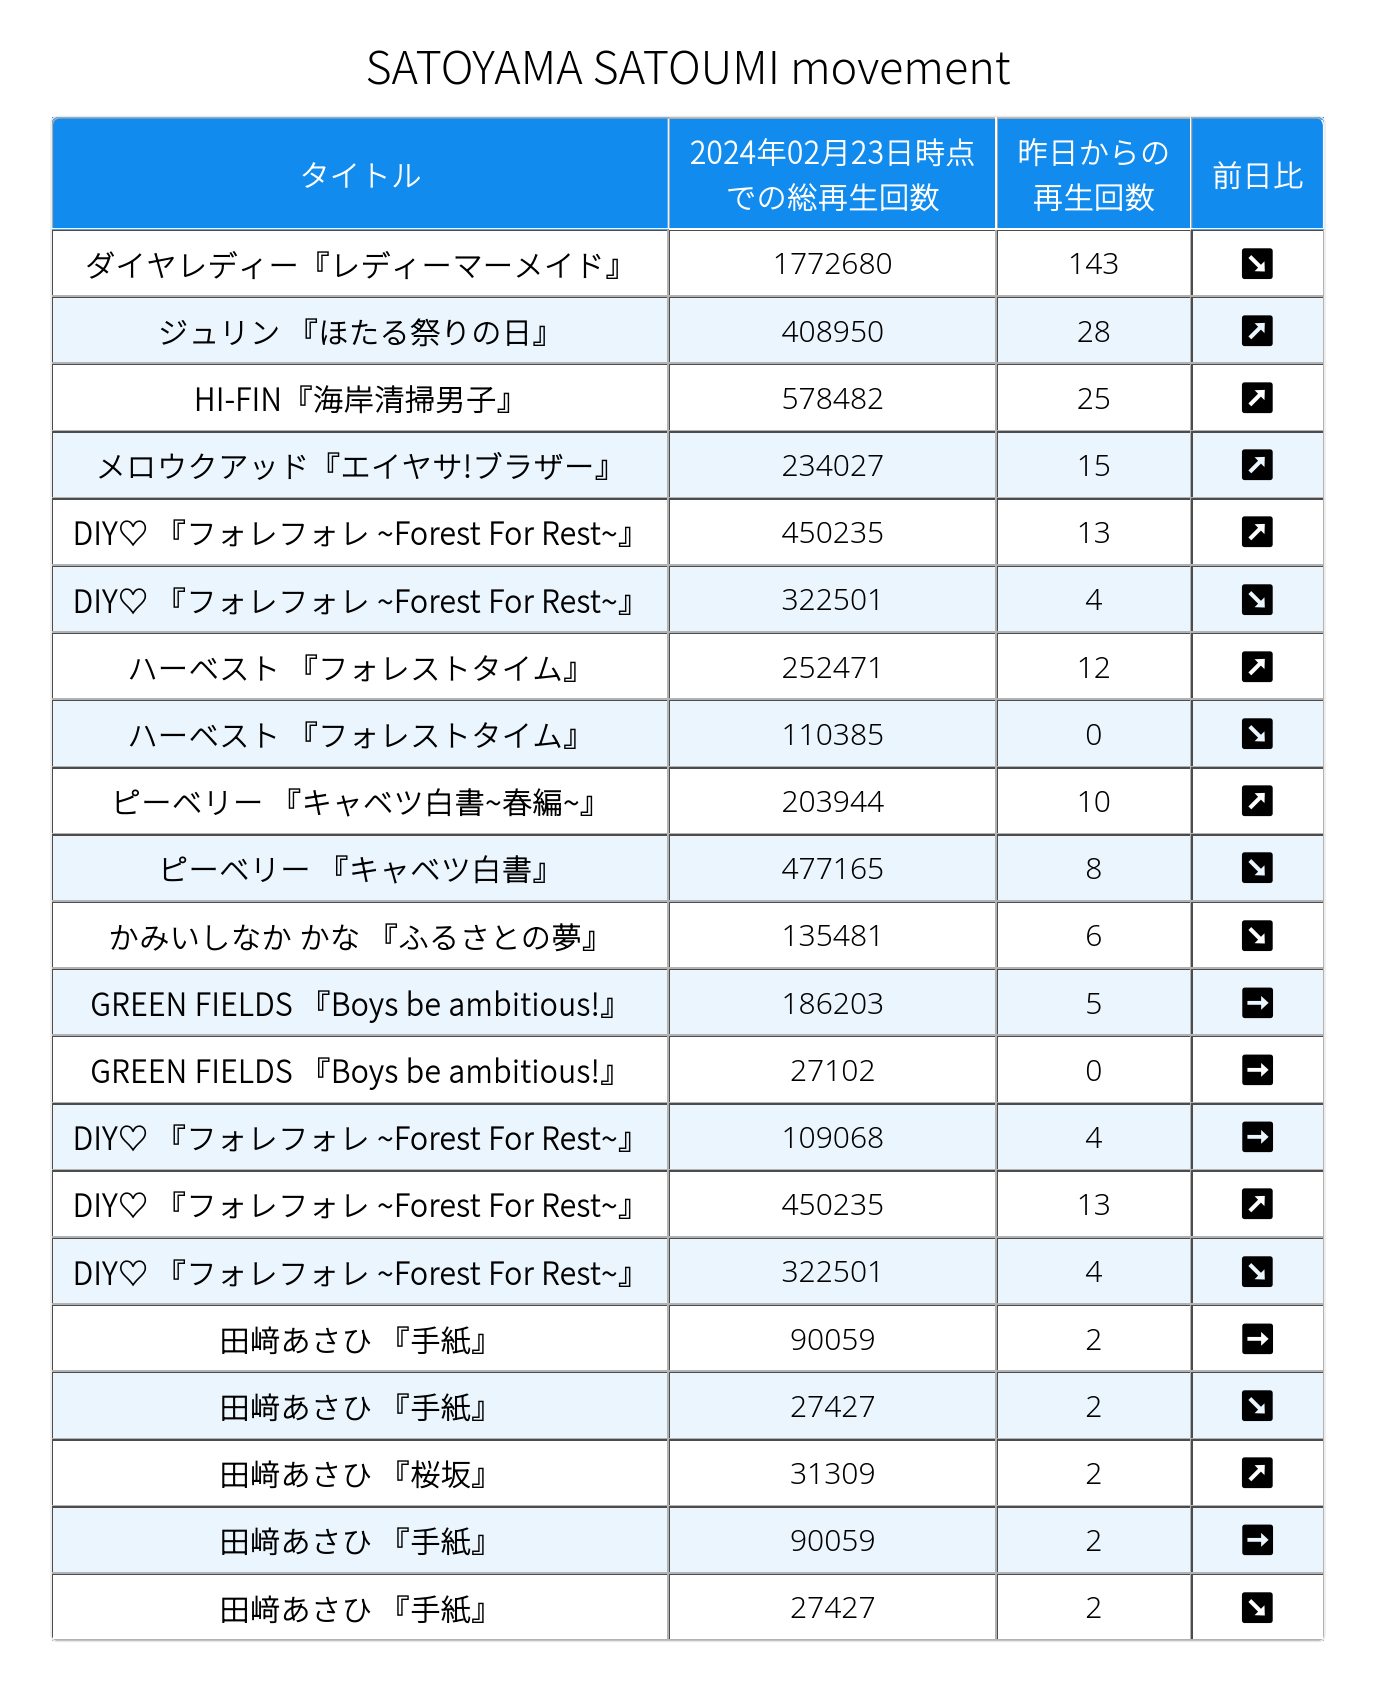 SATOYAMA SATOUMI movement
タイトル 2024年02月23日時点での総再生回数 昨日からの再生回数 前日比
ダイヤレディー『レディーマーメイド』 1772680 143 ↘
ジュリン 『ほたる祭りの日』 408950 28 ↗
HI-FIN『海岸清掃男子』 578482 25 ↗
メロウクアッド『エイヤサ!ブラザー』 234027 15 ↗
DIY♡ 『フォレフォレ ~Forest For Rest~』 450235 13 ↗
DIY♡ 『フォレフォレ ~Forest For Rest~』 322501 4 ↘
ハーベスト 『フォレストタイム』 252471 12 ↗
ハーベスト 『フォレストタイム』 110385 0 ↘
ピーベリー 『キャベツ白書~春編~』 203944 10 ↗
ピーベリー 『キャベツ白書』 477165 8 ↘
かみいしなか かな 『ふるさとの夢』 135481 6 ↘
GREEN FIELDS 『Boys be ambitious!』 186203 5 →
GREEN FIELDS 『Boys be ambitious!』 27102 0 →
DIY♡ 『フォレフォレ ~Forest For Rest~』 109068 4 →
DIY♡ 『フォレフォレ ~Forest For Rest~』 450235 13 ↗
DIY♡ 『フォレフォレ ~Forest For Rest~』 322501 4 ↘
田﨑あさひ 『手紙』 90059 2 →
田﨑あさひ 『手紙』 27427 2 ↘
田﨑あさひ 『桜坂』 31309 2 ↗
田﨑あさひ 『手紙』 90059 2 →
田﨑あさひ 『手紙』 27427 2 ↘